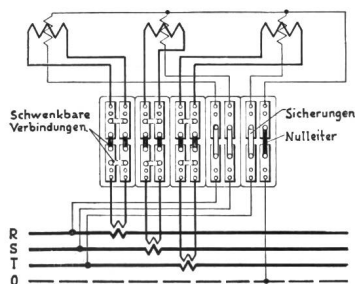 Schwenkbare
Verbindungen
Sicherungen
Nulleiter
R
S
T
0